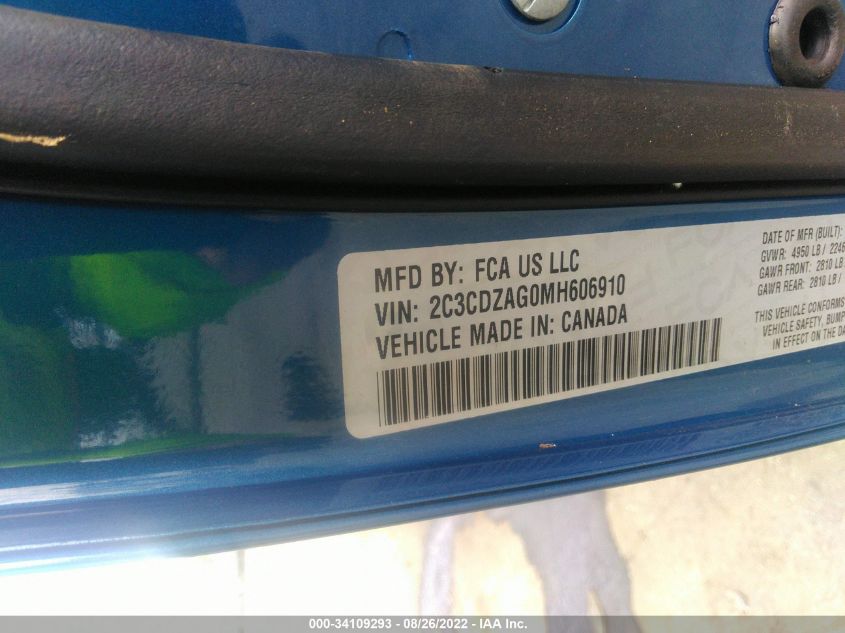 MFD BY: FCA US LLC
VIN: 2C3CDZAG0MH606910
VEHICLE MADE IN: CANADA
DATE OF MFR (BUILT):
GVWR: 4950 LB / 2246
GAWR FRONT: 2810 LB
GAWR REAR: 2810 LB /
THIS VEHICLE CONFORMS
VEHICLE SAFETY, BUMP
IN EFFECT ON THE DA
000-34109293 - 08/26/2022 - IAA Inc.